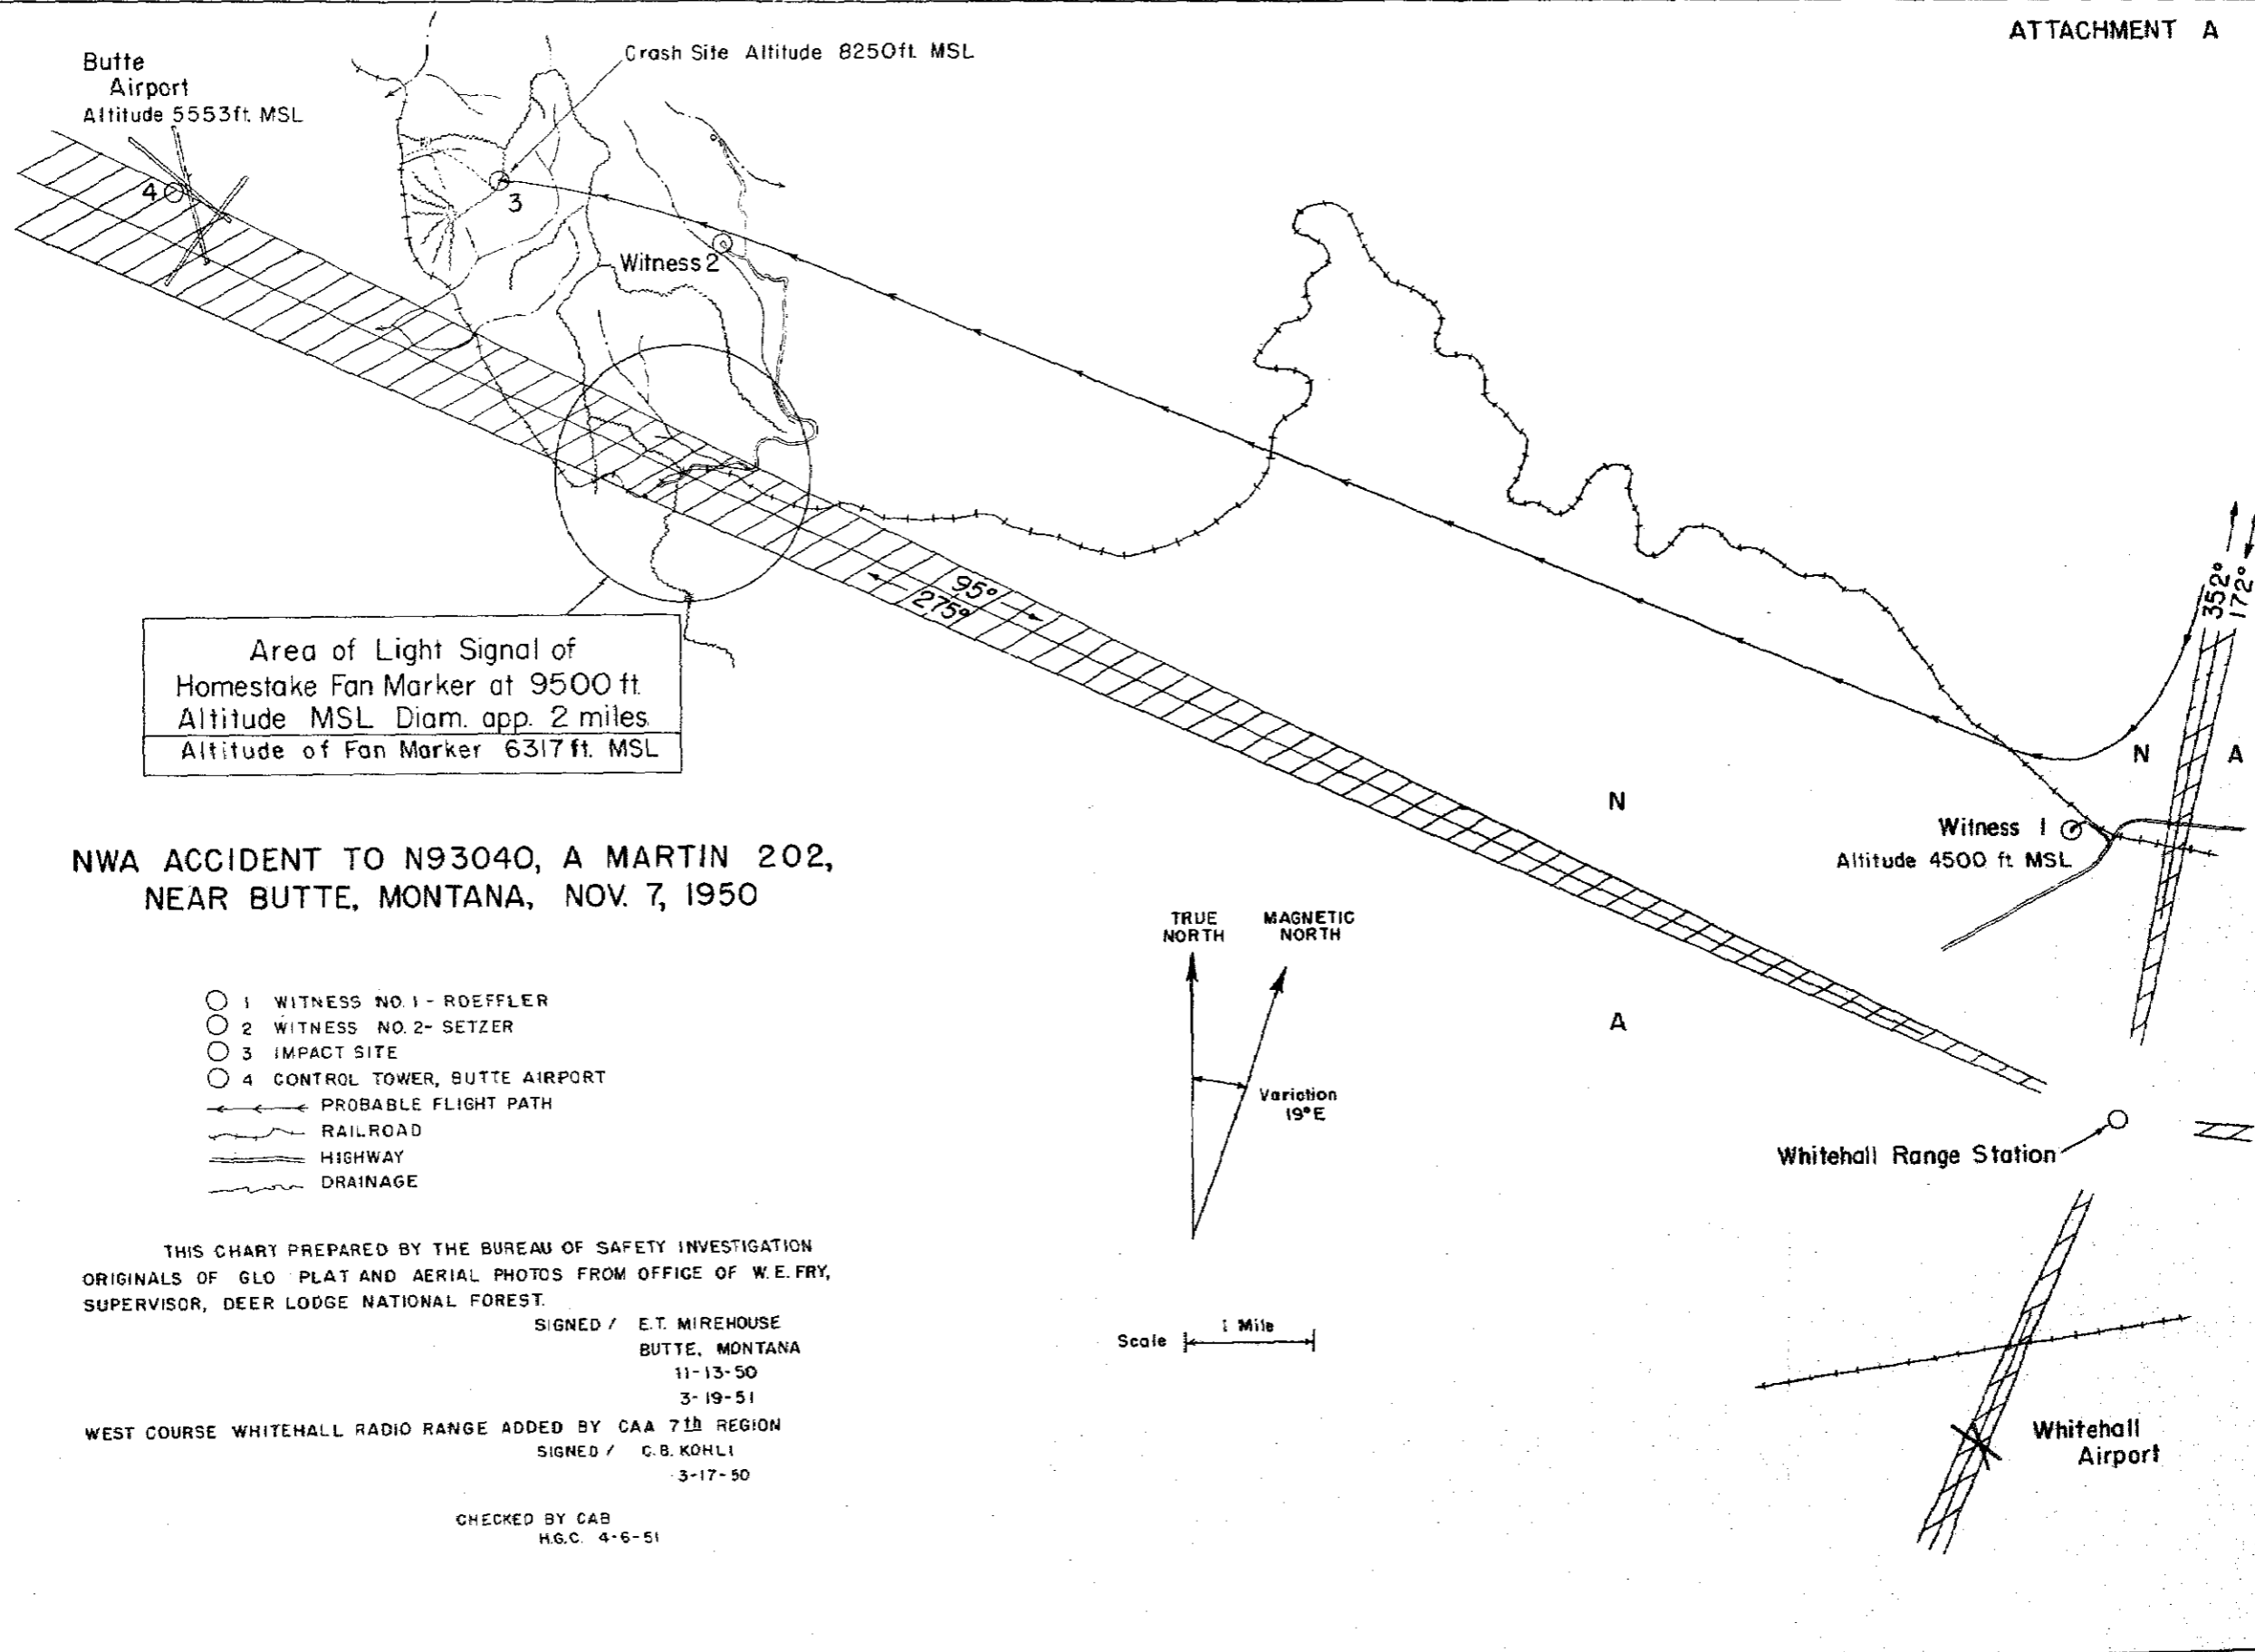 ATTACHMENT A
Butte
Airport
Altitude 5553ft. MSL
Crash Site Altitude 8250ft. MSL
4
3
Witness 2
95°
275°
352°
172°
Area of Light Signal of
Homestake Fan Marker at 9500 ft.
Altitude MSL Diam. app. 2 miles.
Altitude of Fan Marker 6317 ft. MSL
N
A
N
Witness 1
Altitude 4500 ft. MSL
NWA ACCIDENT TO N93040, A MARTIN 202,
NEAR BUTTE, MONTANA, NOV. 7, 1950
TRUE
NORTH
MAGNETIC
NORTH
Variation
19°E
A
1 WITNESS NO. 1 - ROEFFLER
2 WITNESS NO. 2- SETZER
3 IMPACT SITE
4 CONTROL TOWER, BUTTE AIRPORT
PROBABLE FLIGHT PATH
RAILROAD
HIGHWAY
DRAINAGE
Whitehall Range Station
THIS CHART PREPARED BY THE BUREAU OF SAFETY INVESTIGATION
ORIGINALS OF GLO PLAT AND AERIAL PHOTOS FROM OFFICE OF W. E. FRY,
SUPERVISOR, DEER LODGE NATIONAL FOREST.
SIGNED / E.T. MIREHOUSE
BUTTE, MONTANA
11-13-50
3-19-51
Scale 1 Mile
WEST COURSE WHITEHALL RADIO RANGE ADDED BY CAA 7th REGION
SIGNED / C. B. KOHLI
3-17-50
Whitehall
Airport
CHECKED BY CAB
H.G.C. 4-6-51